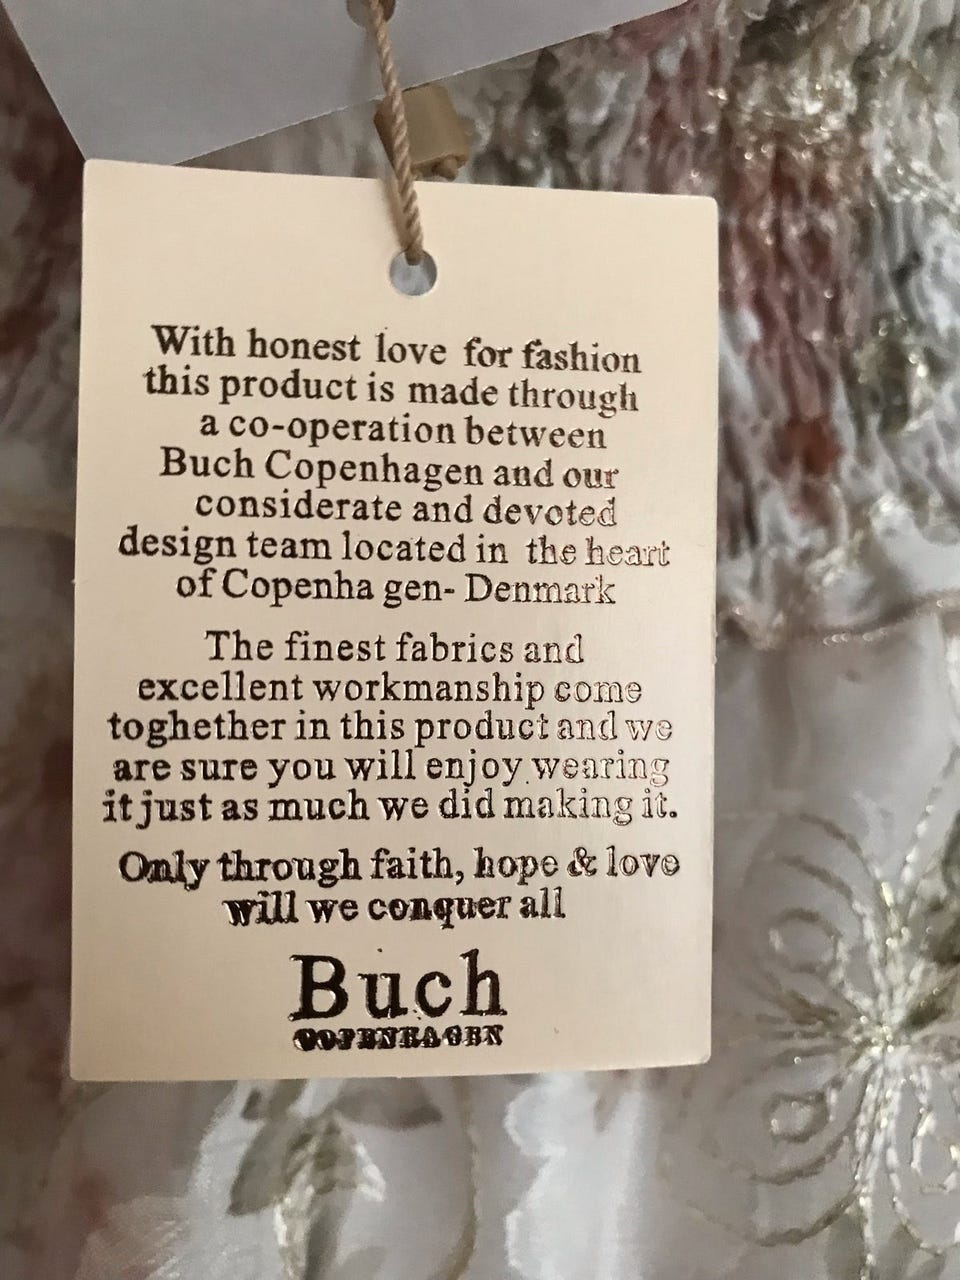 With honest love for fashion
this product is made through
a co-operation between
Buch Copenhagen and our
considerate and devoted
design team located in the heart
of Copenha gen- Denmark
The finest fabrics and
excellent workmanship come
toghether in this product and we
are sure you will enjoy wearing
it just as much we did making it.
Only through faith, hope & love
will we conquer all
Buch
COPENHAGEN